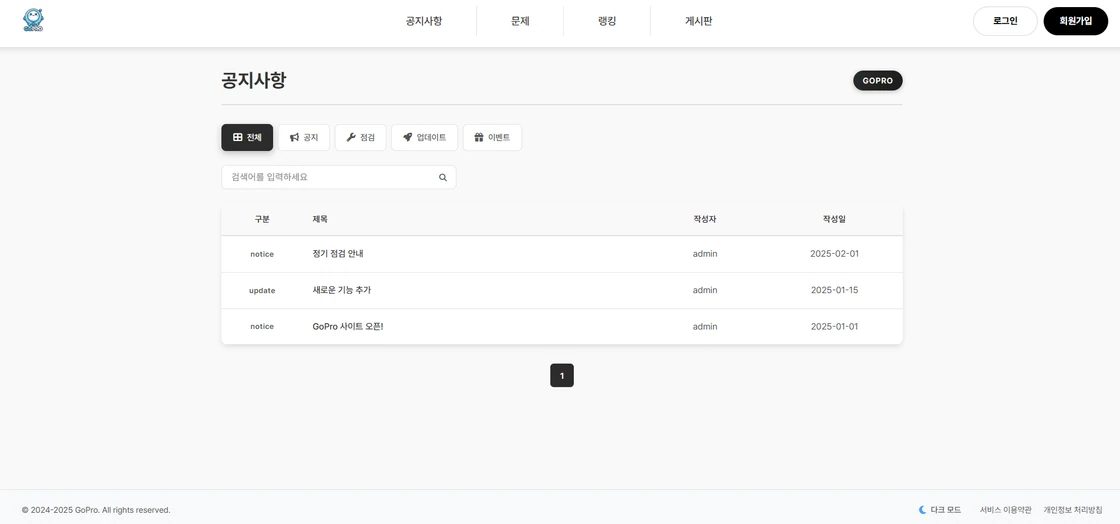 GOPRO 공지사항 문제 랭킹 게시판 로그인 회원가입
공지사항 GOPRO
전체 공지 점검 업데이트 이벤트
검색어를 입력하세요
구분 제목 작성자 작성일
notice 정기 점검 안내 admin 2025-02-01
update 새로운 기능 추가 admin 2025-01-15
notice GoPro 사이트 오픈! admin 2025-01-01
1
© 2024-2025 GoPro. All rights reserved. 다크 모드 서비스 이용약관 개인정보 처리방침